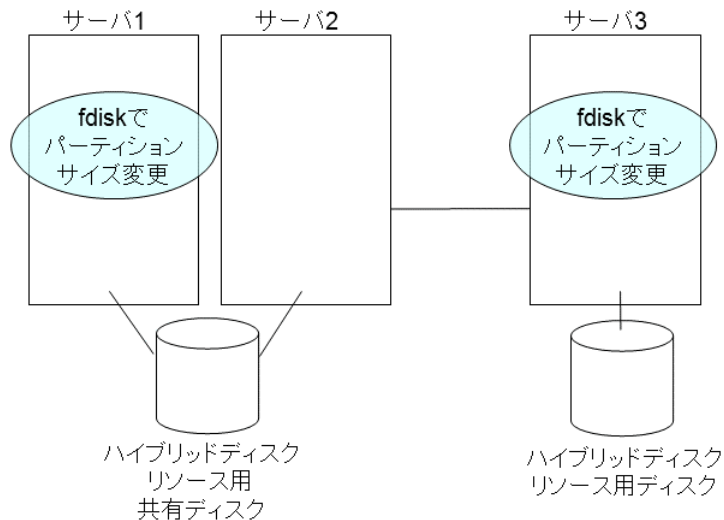 サーバ1
サーバ2
サーバ3
fdiskで
パーティション
サイズ変更
fdiskで
パーティション
サイズ変更
ハイブリッドディスク
リソース用
共有ディスク
ハイブリッドディスク
リソース用ディスク